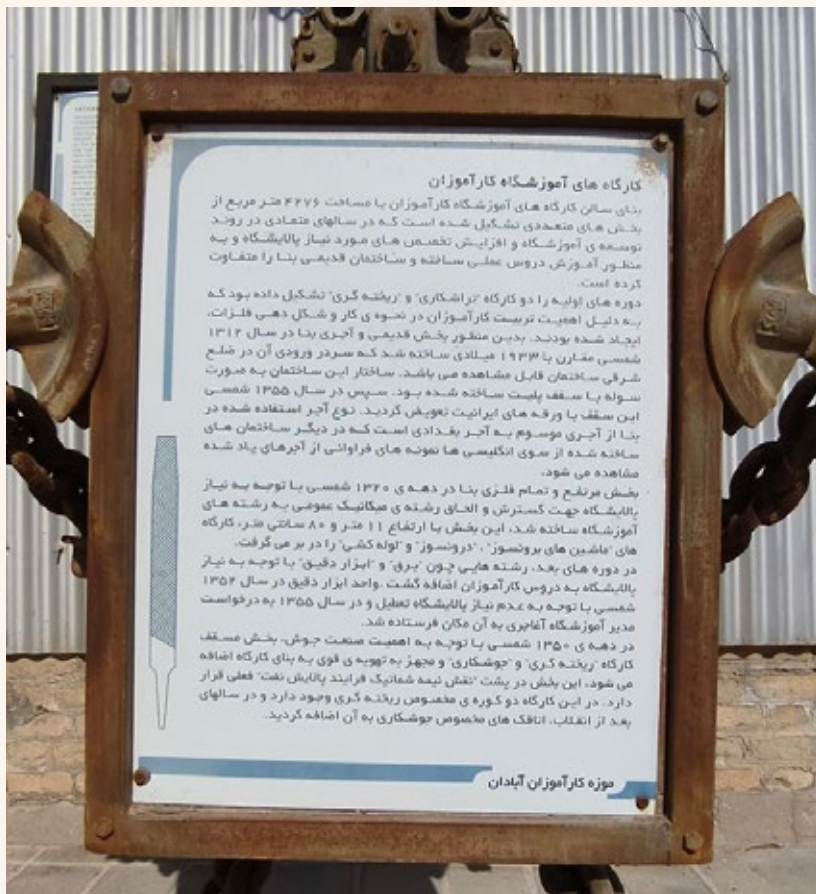 کارگاه های آموزشگاه کارآموزان
بنای سالن کارگاه های آموزشگاه کارآموزان با مساحت ۴۲۷۶ متر مربع از
بخش های متعددی تشکیل شده است که در سالهای متمادی در روند
توسعه ی آموزشگاه و افزایش تخصص های مورد نیاز پالایشگاه و به
منظور آموزش دروس عملی ساخته و ساختمان قدیمی بنا را متفاوت
کرده است.
دوره های اولیه را دو کارگاه "تراشکاری" و "ریخته گری" تشکیل داده بود که
به دلیل اهمیت تربیت کارآموزان در نحوه ی کار و شکل دهی فلزات،
ایجاد شده بودند. بدین منظور بخش قدیمی و آجری بنا در سال ۱۳۱۲
شمسی مقارن با ۱۹۳۳ میلادی ساخته شد که سردر ورودی آن در ضلع
شرقی ساختمان قابل مشاهده می باشد. ساختار این ساختمان به صورت
سوله با سقف پلیت ساخته شده بود. سپس در سال ۱۳۵۵ شمسی
این سقف با ورقه های ایرانیت تعویض گردید. نوع آجر استفاده شده در
بنا از آجری موسوم به آجر بغدادی است که در دیگر ساختمان های
ساخته شده از سوی انگلیسی ها نمونه های فراوانی از آجرهای یاد شده
مشاهده می شود.
بخش مرتفع و تمام فلزی بنا در دهه ی ۱۳۲۰ شمسی با توجه به نیاز
پالایشگاه جهت گسترش و الحاق رشته ی میکانیک عمومی به رشته های
آموزشگاه ساخته شد، این بخش با ارتفاع ۱۱ متر و ۸۰ سانتی متر، کارگاه
های "ماشین های برونسوز" ، "درونسوز" و "لوله کشی" را در بر می گرفت.
در دوره های بعد، رشته هایی چون "برق" و "ابزار دقیق" با توجه به نیاز
پالایشگاه به دروس کارآموزان اضافه گشت .واحد ابزار دقیق در سال ۱۳۵۲
شمسی با توجه به عدم نیاز پالایشگاه تعطیل و در سال ۱۳۵۵ به درخواست
مدیر آموزشگاه آغاجری به آن مکان فرستاده شد.
در دهه ی ۱۳۵۰ شمسی با توجه به اهمیت صنعت جوش، بخش مسقف
کارگاه "ریخته گری" و "جوشکاری" و مجهز به تهویه ی قوی به بنای کارگاه اضافه
می شود، این بخش در پشت "نقش نیمه شماتیک فرایند پالایش نفت" فعلی قرار
دارد. در این کارگاه دو کوره ی مخصوص ریخته گری وجود دارد و در سالهای
بعد از انقلاب، اتاقک های مخصوص جوشکاری به آن اضافه گردید.
موزه کارآموزان آبادان